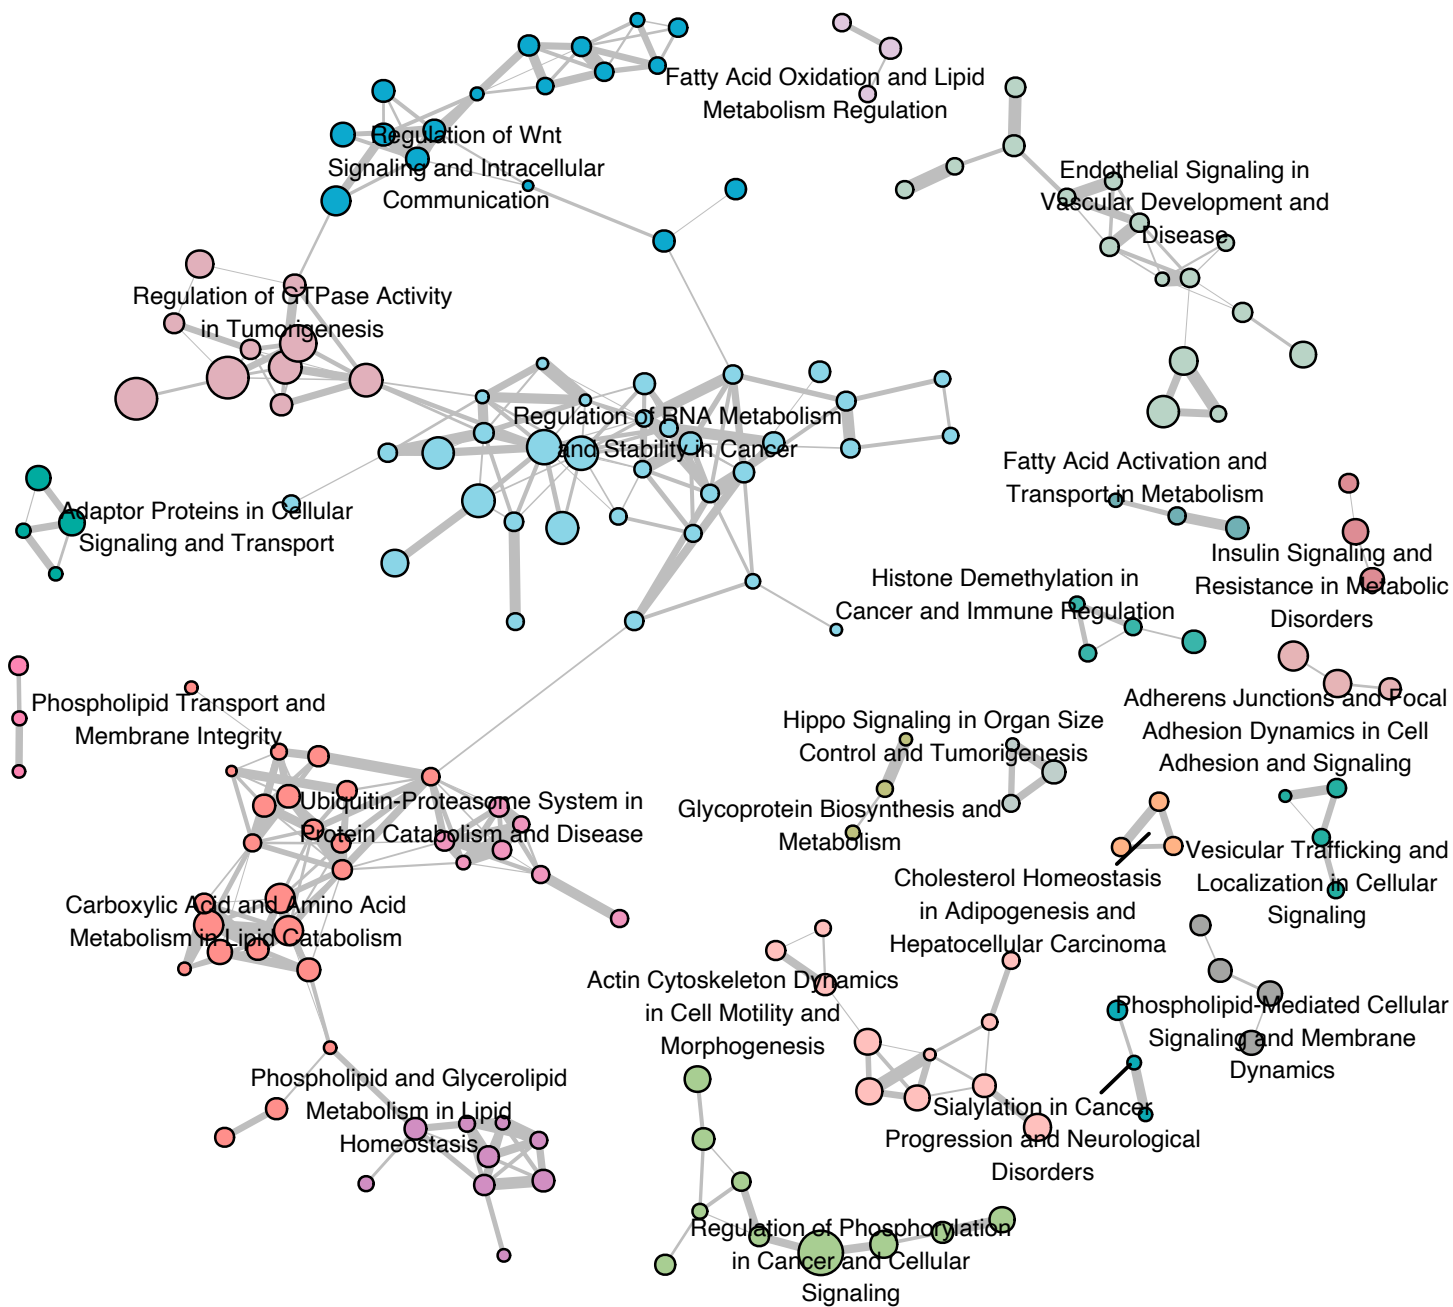 Fatty Acid Oxidation and Lipid
Metabolism Regulation
Regulation of Wnt
Signaling and Intracellular
Communication
Endothelial Signaling in
Vascular Development and
Disease
Regulation of GTPase Activity
in Tumorigenesis
Regulation of RNA Metabolism
and Stability in Cancer
Fatty Acid Activation and
Transport in Metabolism
Adaptor Proteins in Cellular
Signaling and Transport
Insulin Signaling and
Resistance in Metabolic
Disorders
Histone Demethylation in
Cancer and Immune Regulation
Phospholipid Transport and
Membrane Integrity
Adherens Junctions and Focal
Adhesion Dynamics in Cell
Adhesion and Signaling
Hippo Signaling in Organ Size
Control and Tumorigenesis
Ubiquitin-Proteasome System in
Protein Catabolism and Disease
Glycoprotein Biosynthesis and
Metabolism
Vesicular Trafficking and
Localization in Cellular
Signaling
Cholesterol Homeostasis
in Adipogenesis and
Hepatocellular Carcinoma
Carboxylic Acid and Amino Acid
Metabolism in Lipid Catabolism
Actin Cytoskeleton Dynamics
in Cell Motility and
Morphogenesis
Phospholipid-Mediated Cellular
Signaling and Membrane
Dynamics
Phospholipid and Glycerolipid
Metabolism in Lipid
Homeostasis
Sialylation in Cancer
Progression and Neurological
Disorders
Regulation of Phosphorylation
in Cancer and Cellular
Signaling